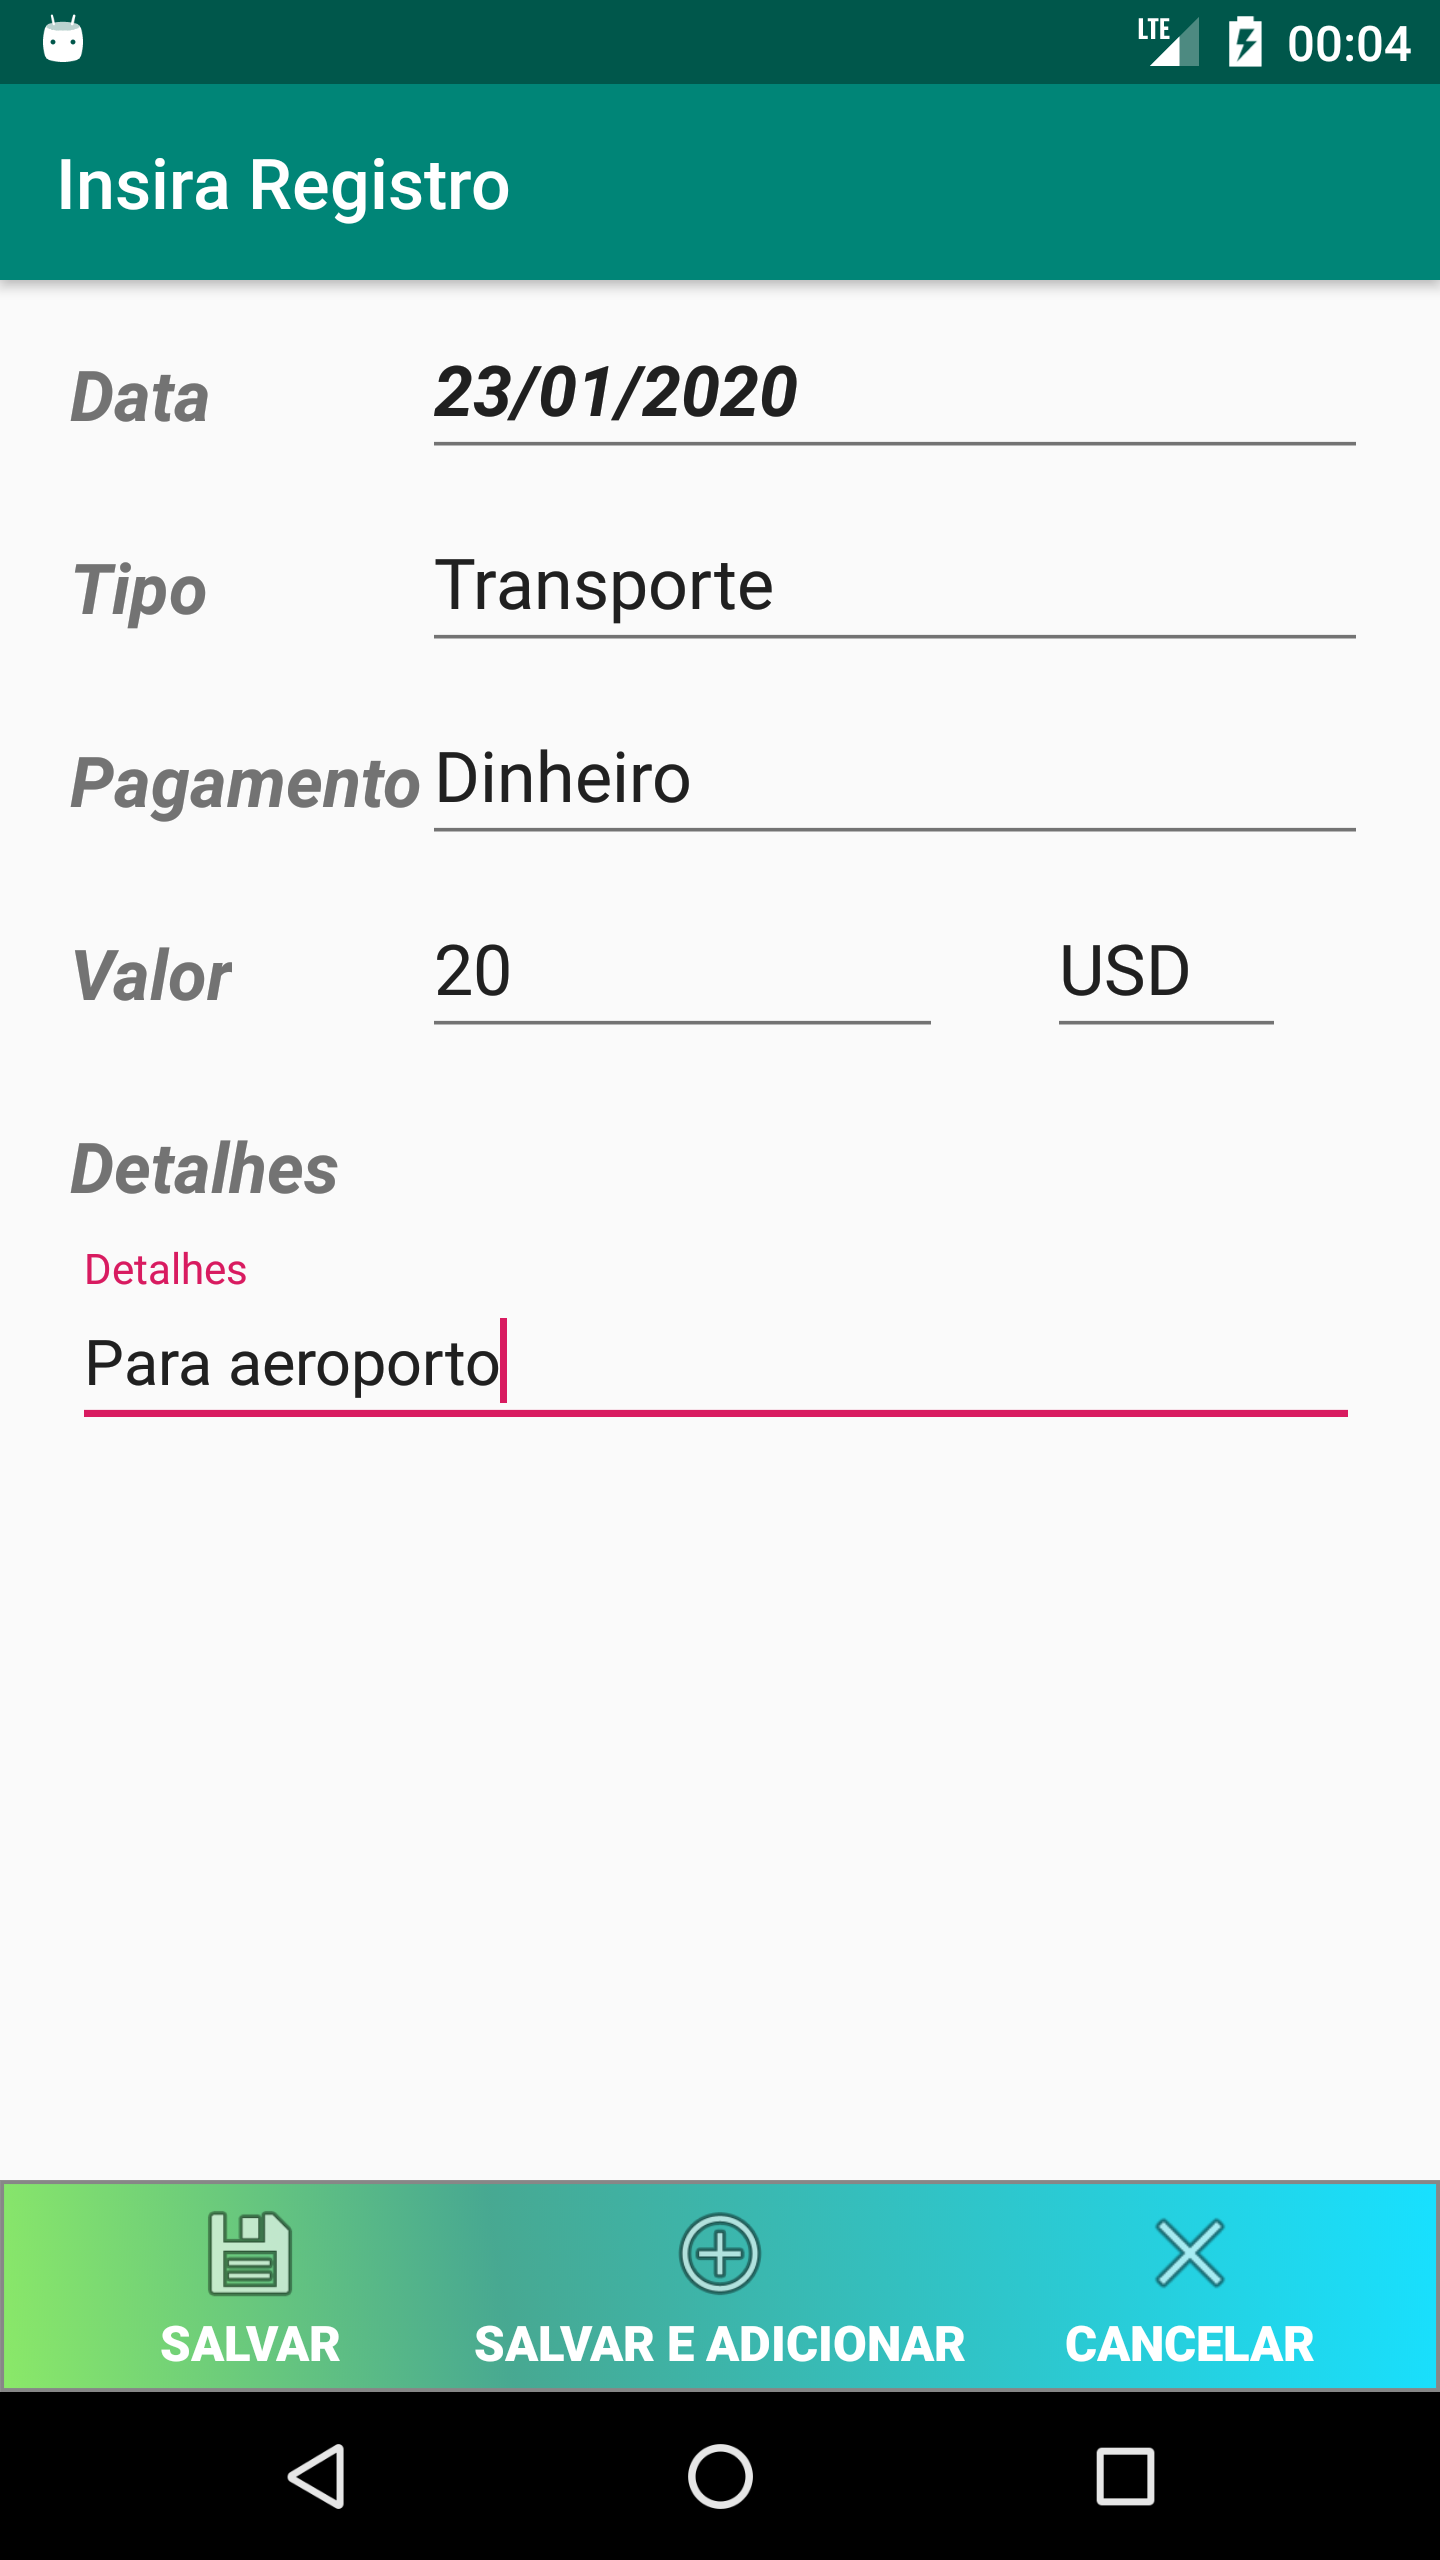 LTE 00:04
Insira Registro
Data 23/01/2020
Tipo Transporte
Pagamento Dinheiro
Valor 20 USD
Detalhes
Detalhes
Para aeroporto
SALVAR SALVAR E ADICIONAR CANCELAR